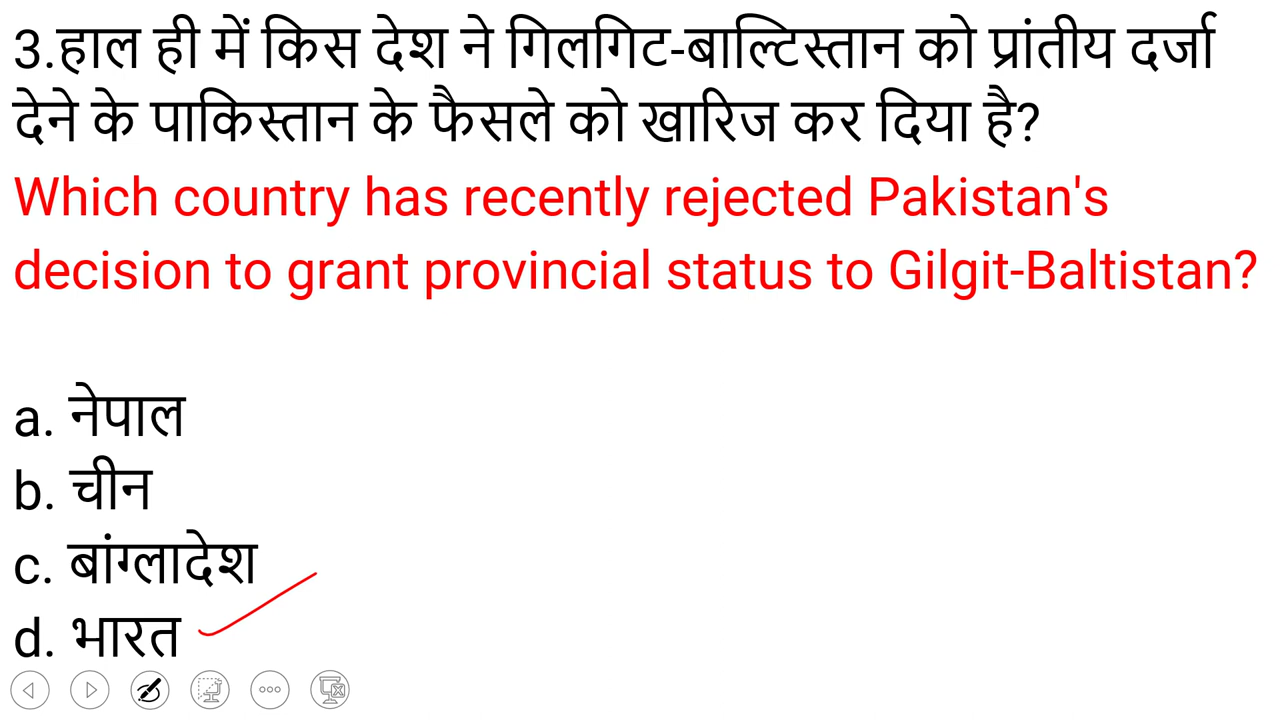 3.हाल ही में किस देश ने गिलगिट-बाल्टिस्तान को प्रांतीय दर्जा
देने के पाकिस्तान के फैसले को खारिज कर दिया है?
Which country has recently rejected Pakistan's
decision to grant provincial status to Gilgit-Baltistan?
a. नेपाल
b. चीन
c. बांग्लादेश
d. भारत